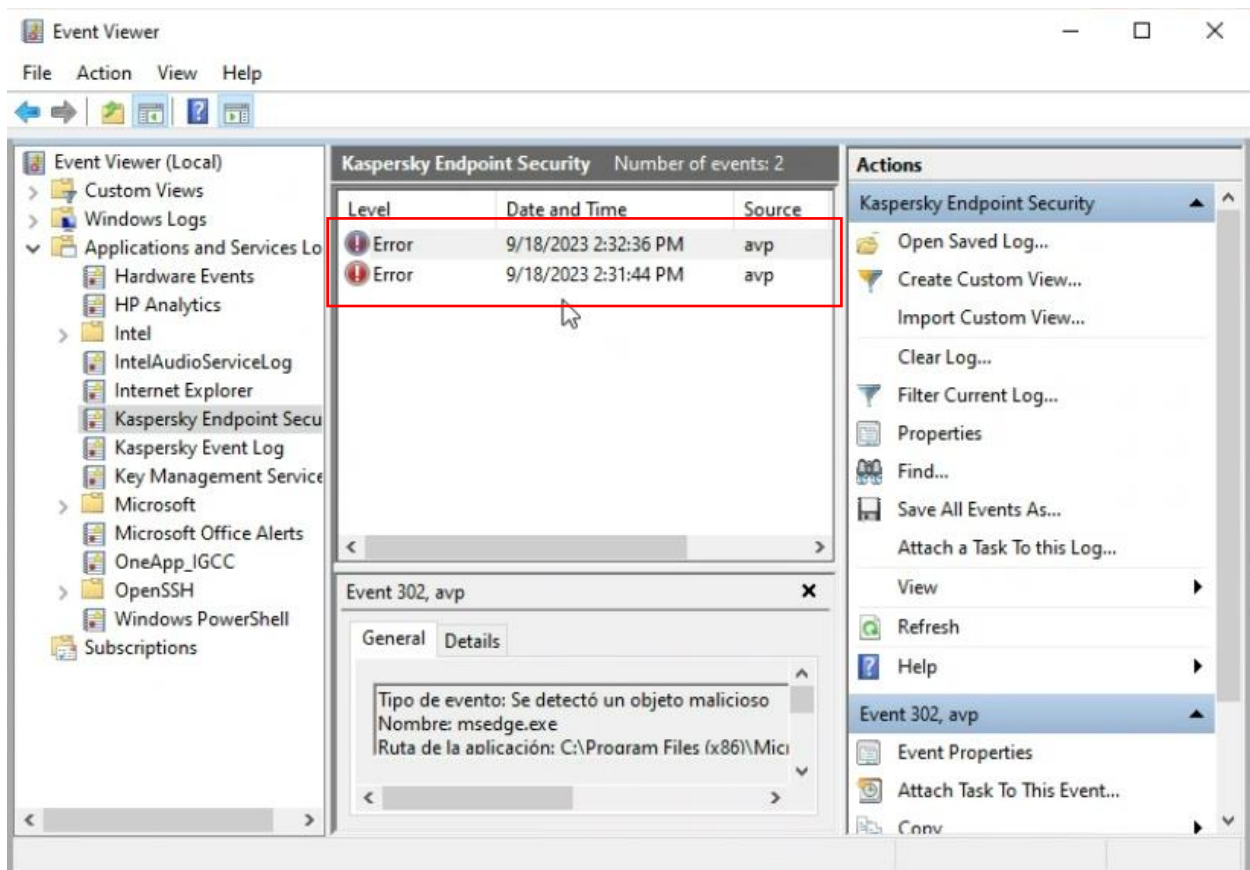 Event Viewer
File Action View Help
Event Viewer (Local)
Custom Views
Windows Logs
Applications and Services Lo
Hardware Events
HP Analytics
Intel
IntelAudioServiceLog
Internet Explorer
Kaspersky Endpoint Secu
Kaspersky Event Log
Key Management Service
Microsoft
Microsoft Office Alerts
OneApp_IGCC
OpenSSH
Windows PowerShell
Subscriptions
Kaspersky Endpoint Security Number of events: 2
Level Date and Time Source
Error 9/18/2023 2:32:36 PM avp
Error 9/18/2023 2:31:44 PM avp
Event 302, avp
General Details
Tipo de evento: Se detectó un objeto malicioso
Nombre: msedge.exe
Ruta de la aplicación: C:\Program Files (x86)\Micr
Actions
Kaspersky Endpoint Security
Open Saved Log...
Create Custom View...
Import Custom View...
Clear Log...
Filter Current Log...
Properties
Find...
Save All Events As...
Attach a Task To this Log...
View
Refresh
Help
Event 302, avp
Event Properties
Attach Task To This Event...
Copy